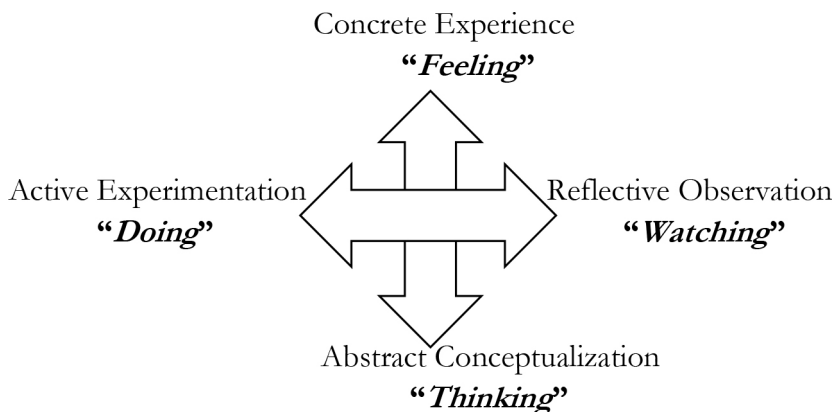 Concrete Experience
“Feeling”
Active Experimentation
“Doing”
Reflective Observation
“Watching”
Abstract Conceptualization
“Thinking”